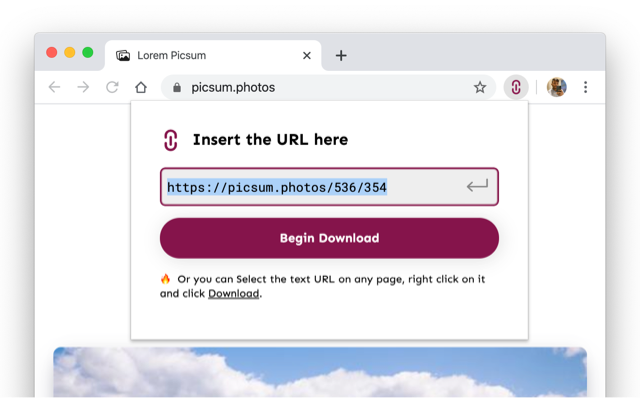 Lorem Picsum
picsum.photos
Insert the URL here
https://picsum.photos/536/354
Begin Download
🔥 Or you can Select the text URL on any page, right click on it
and click Download.